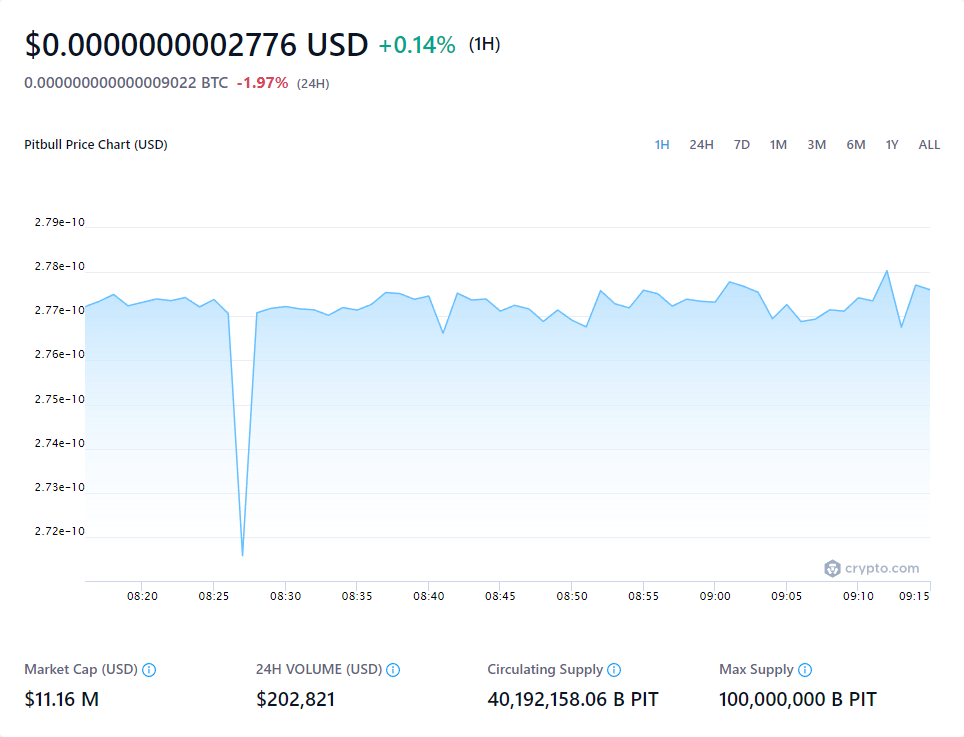 $0.0000000002776 USD +0.14% (1H)
0.000000000000009022 BTC -1.97% (24H)
Pitbull Price Chart (USD) 1H 24H 7D 1M 3M 6M 1Y ALL
2.79e-10
2.78e-10
2.77e-10
2.76e-10
2.75e-10
2.74e-10
2.73e-10
2.72e-10
crypto.com
08:20 08:25 08:30 08:35 08:40 08:45 08:50 08:55 09:00 09:05 09:10 09:15
Market Cap (USD) 24H VOLUME (USD) Circulating Supply Max Supply
$11.16 M $202,821 40,192,158.06 B PIT 100,000,000 B PIT